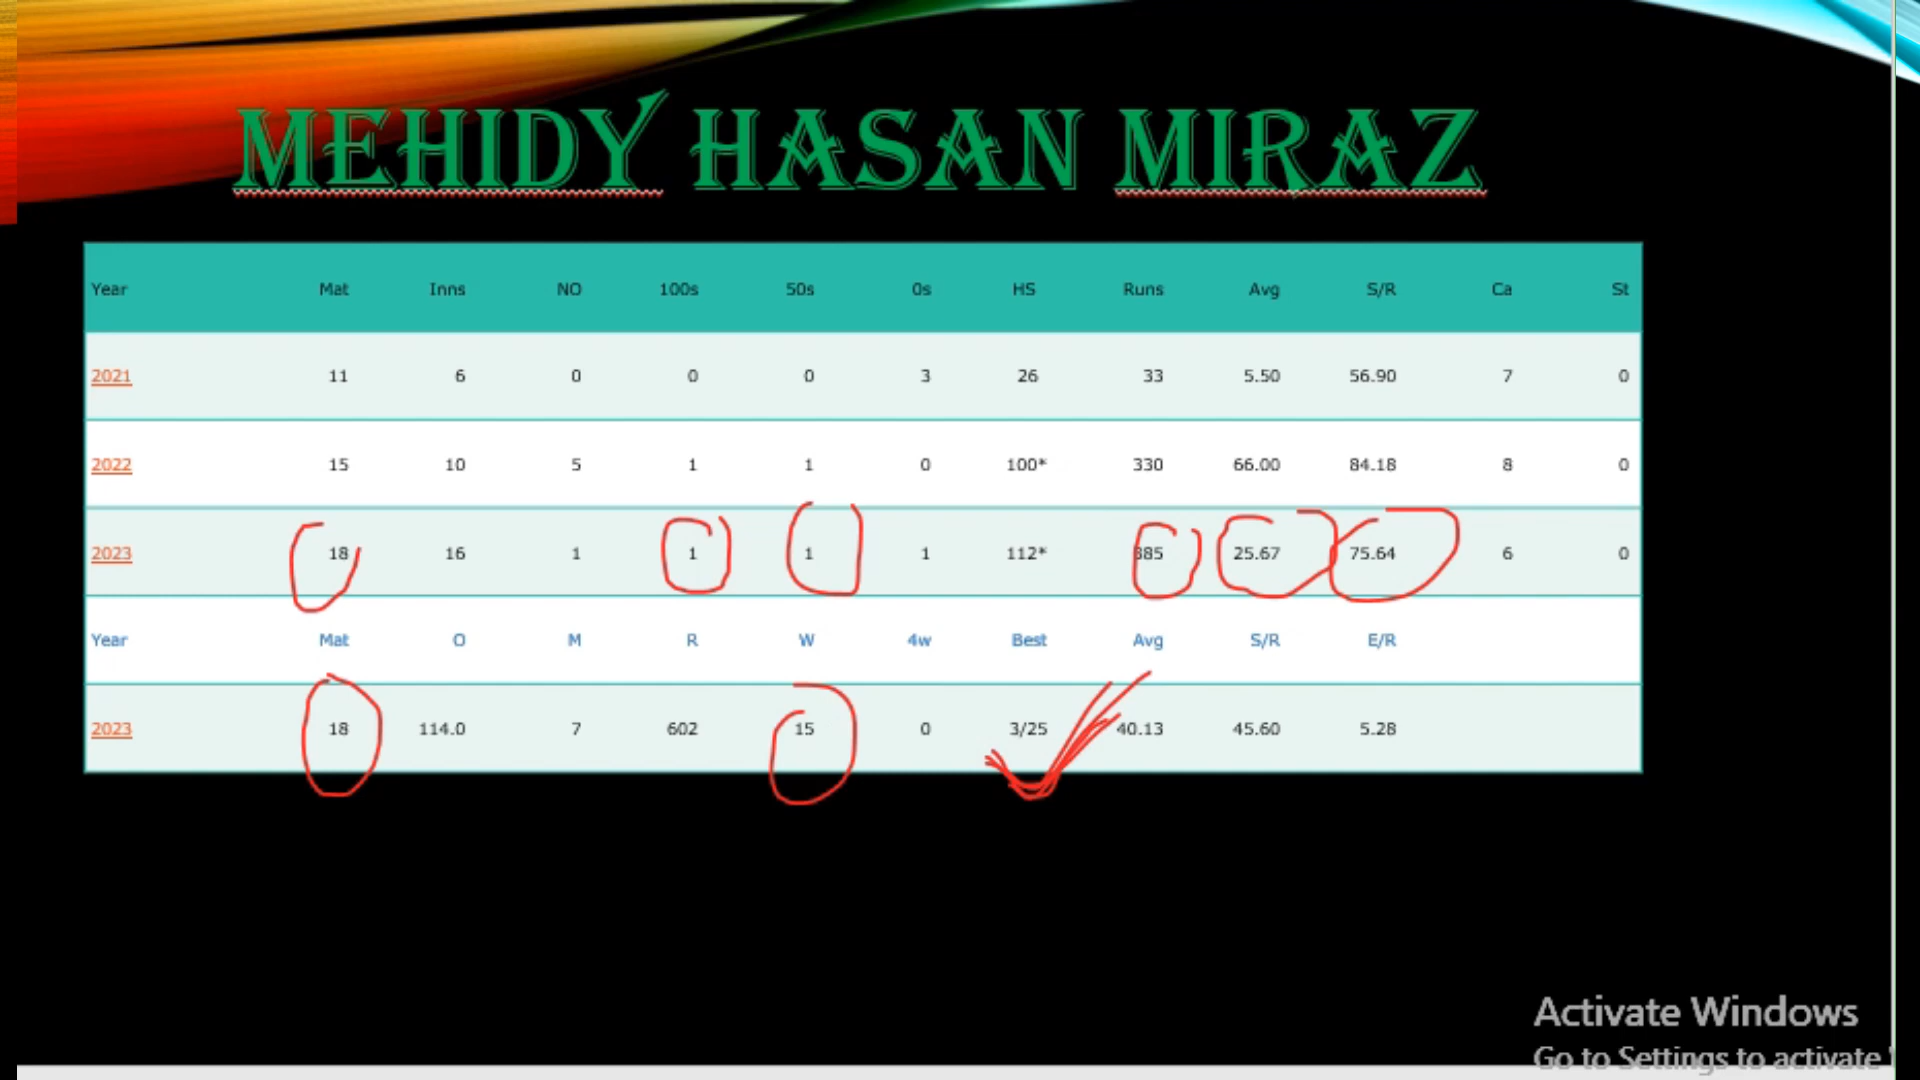 MEHIDY HASAN MIRAZ
Year Mat Inns NO 100s 50s 0s HS Runs Avg S/R Ca St
2021 11 6 0 0 0 3 26 33 5.50 56.90 7 0
2022 15 10 5 1 1 0 100* 330 66.00 84.18 8 0
2023 18 16 1 1 1 1 112* 385 25.67 75.64 6 0
Year Mat O M R W 4w Best Avg S/R E/R
2023 18 114.0 7 602 15 0 3/25 40.13 45.60 5.28
Activate Windows
Go to Settings to activate